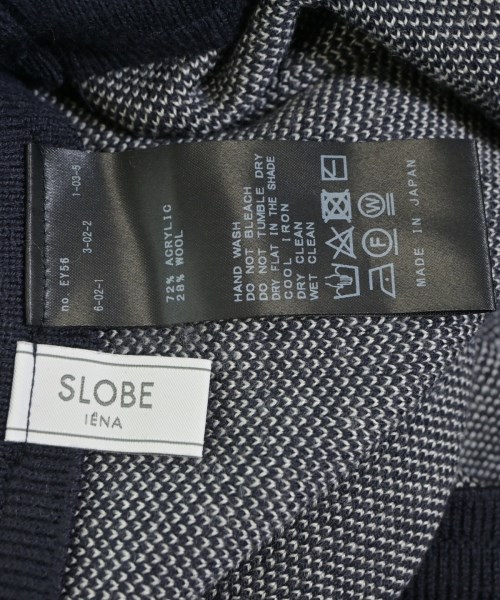 no. EY56
6-02-1
3-02-2
1-03-5
72% ACRYLIC
28% WOOL
HAND WASH
DO NOT BLEACH
DO NOT TUMBLE DRY
DRY FLAT IN THE SHADE
COOL IRON
DRY CLEAN
WET CLEAN
F
W
MADE IN JAPAN
SLOBE
IÉNA